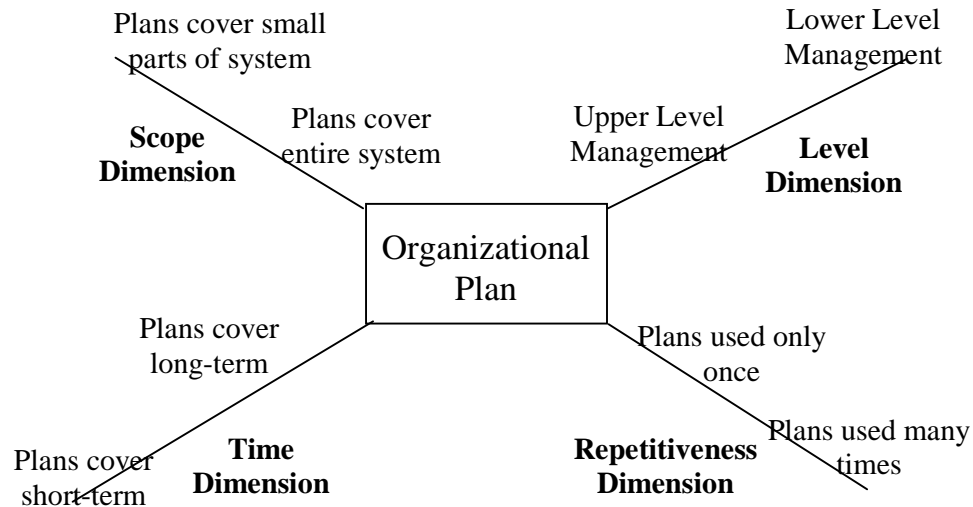 Plans cover small
parts of system
Lower Level
Management
Plans cover
entire system
Upper Level
Management
Scope
Dimension
Level
Dimension
Organizational
Plan
Plans cover
long-term
Plans used only
once
Plans cover
short-term
Time
Dimension
Repetitiveness
Dimension
Plans used many
times